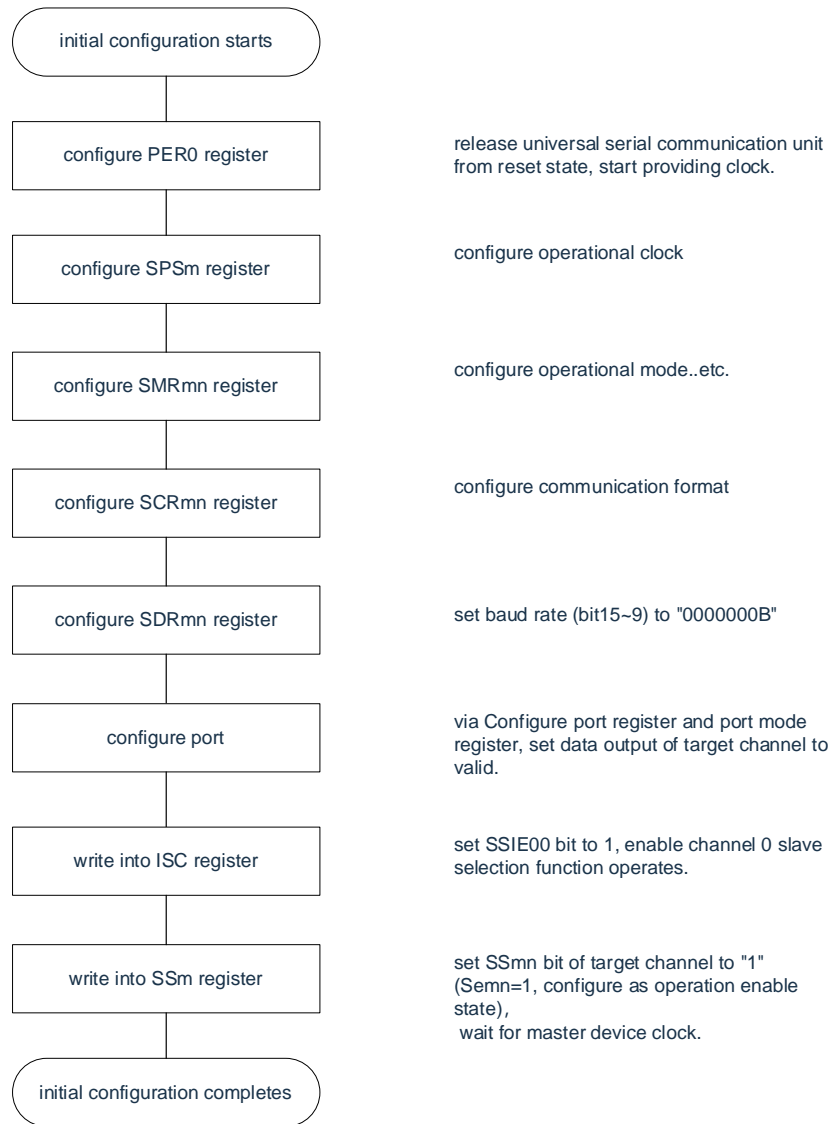 initial configuration starts
configure PER0 register
release universal serial communication unit
from reset state, start providing clock.
configure SPSm register
configure operational clock
configure SMRmn register
configure operational mode..etc.
configure SCRmn register
configure communication format
configure SDRmn register
set baud rate (bit15~9) to "0000000B"
configure port
via Configure port register and port mode
register, set data output of target channel to
valid.
write into ISC register
set SSIE00 bit to 1, enable channel 0 slave
selection function operates.
write into SSm register
set SSmn bit of target channel to "1"
(Semn=1, configure as operation enable
state),
wait for master device clock.
initial configuration completes